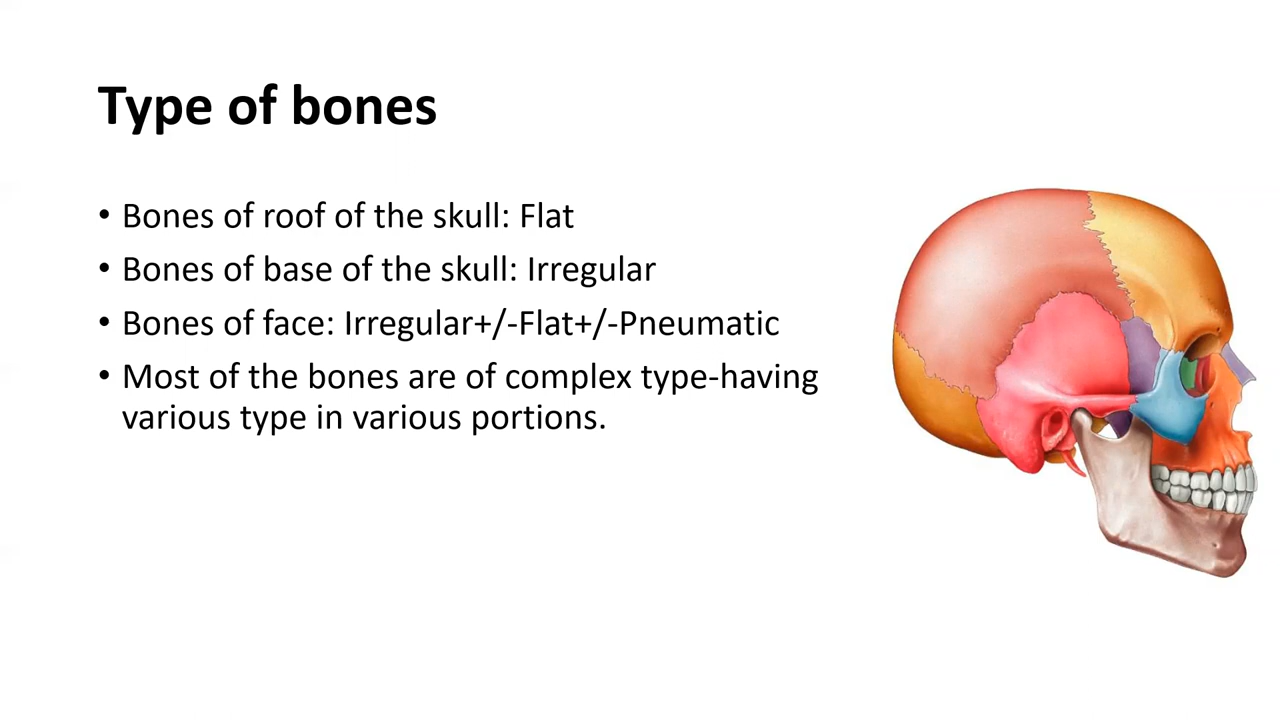 Type of bones
• Bones of roof of the skull: Flat
• Bones of base of the skull: Irregular
• Bones of face: Irregular+/-Flat+/-Pneumatic
• Most of the bones are of complex type-having
various type in various portions.